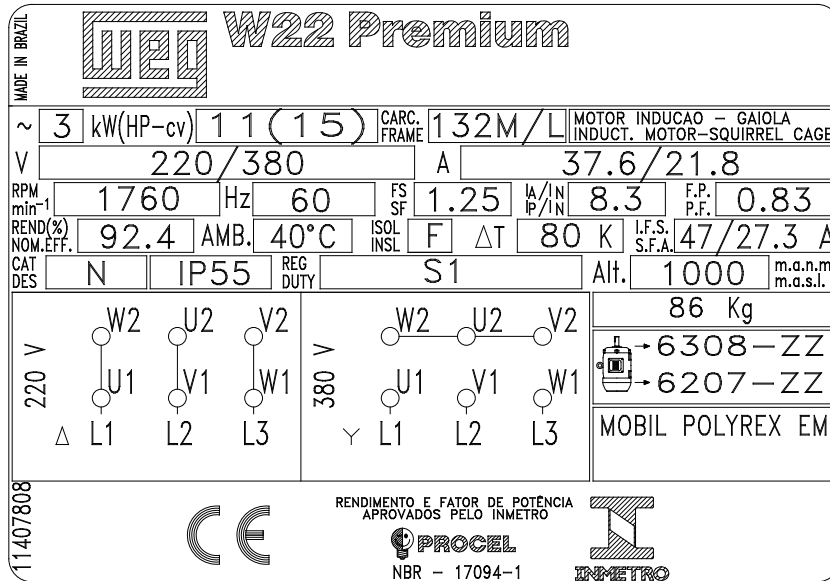 MADE IN BRAZIL
WEG
W22 Premium
~ 3 kW(HP-cv) 11(15) CARC. FRAME 132M/L MOTOR INDUCAO - GAIOLA
INDUCT. MOTOR-SQUIRREL CAGE
V 220/380 A 37.6/21.8
RPM min⁻¹ 1760 Hz 60 FS SF 1.25 IA/IN IP/IN 8.3 F.P. P.F. 0.83
REND(%) NOM.EFF. 92.4 AMB. 40°C ISOL INSL F ΔT 80 K I.F.S. S.F.A. 47/27.3 A
CAT DES N IP55 REG DUTY S1 Alt. 1000 m.a.n.m m.a.s.l.
220 V
W2 U2 V2
U1 V1 W1
Δ L1 L2 L3
380 V
W2 U2 V2
U1 V1 W1
Y L1 L2 L3
86 Kg
6308-ZZ
6207-ZZ
MOBIL POLYREX EM
11407808
CE
RENDIMENTO E FATOR DE POTÊNCIA
APROVADOS PELO INMETRO
PROCEL
NBR - 17094-1
INMETRO